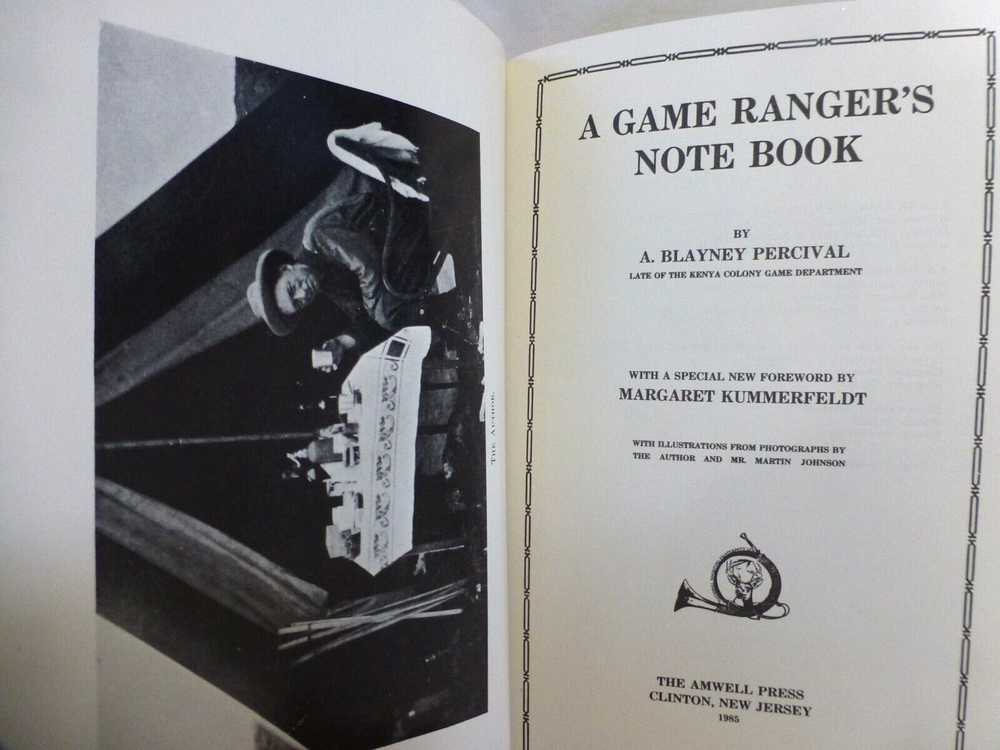 THE AUTHOR.
A GAME RANGER'S
NOTE BOOK
BY
A. BLAYNEY PERCIVAL
LATE OF THE KENYA COLONY GAME DEPARTMENT
WITH A SPECIAL NEW FOREWORD BY
MARGARET KUMMERFELDT
WITH ILLUSTRATIONS FROM PHOTOGRAPHS BY
THE AUTHOR AND MR. MARTIN JOHNSON
THE AMWELL PRESS
CLINTON, NEW JERSEY
1985